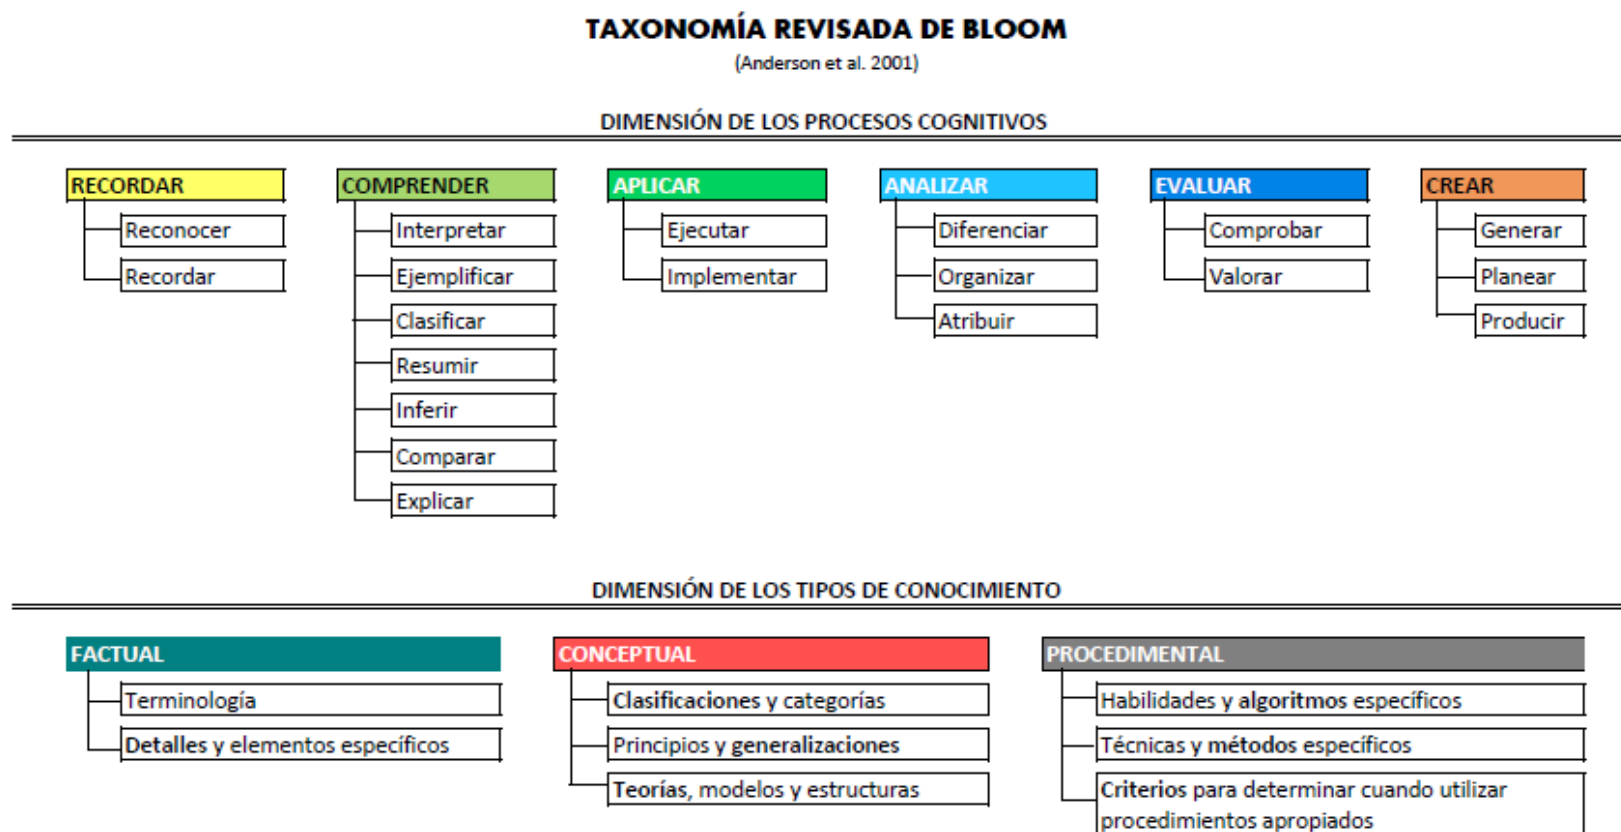 TAXONOMÍA REVISADA DE BLOOM
(Anderson et al. 2001)
DIMENSIÓN DE LOS PROCESOS COGNITIVOS
RECORDAR
Reconocer
Recordar
COMPRENDER
Interpretar
Ejemplificar
Clasificar
Resumir
Inferir
Comparar
Explicar
APLICAR
Ejecutar
Implementar
ANALIZAR
Diferenciar
Organizar
Atribuir
EVALUAR
Comprobar
Valorar
CREAR
Generar
Planear
Producir
DIMENSIÓN DE LOS TIPOS DE CONOCIMIENTO
FACTUAL
Terminología
Detalles y elementos específicos
CONCEPTUAL
Clasificaciones y categorías
Principios y generalizaciones
Teorías, modelos y estructuras
PROCEDIMENTAL
Habilidades y algoritmos específicos
Técnicas y métodos específicos
Criterios para determinar cuando utilizar
procedimientos apropiados